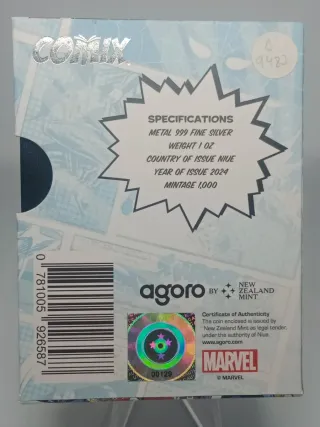 COMIX
SPECIFICATIONS
METAL 999 FINE SILVER
WEIGHT 1 OZ
COUNTRY OF ISSUE NIUE
YEAR OF ISSUE 2024
MINTAGE 1,000
agoro BY NEW ZEALAND MINT
Certificate of Authenticity
The coin enclosed is issued by
New Zealand Mint as legal tender
under the authority of Niue.
www.agoro.com
MARVEL
© MARVEL
00129
0 781005 926587